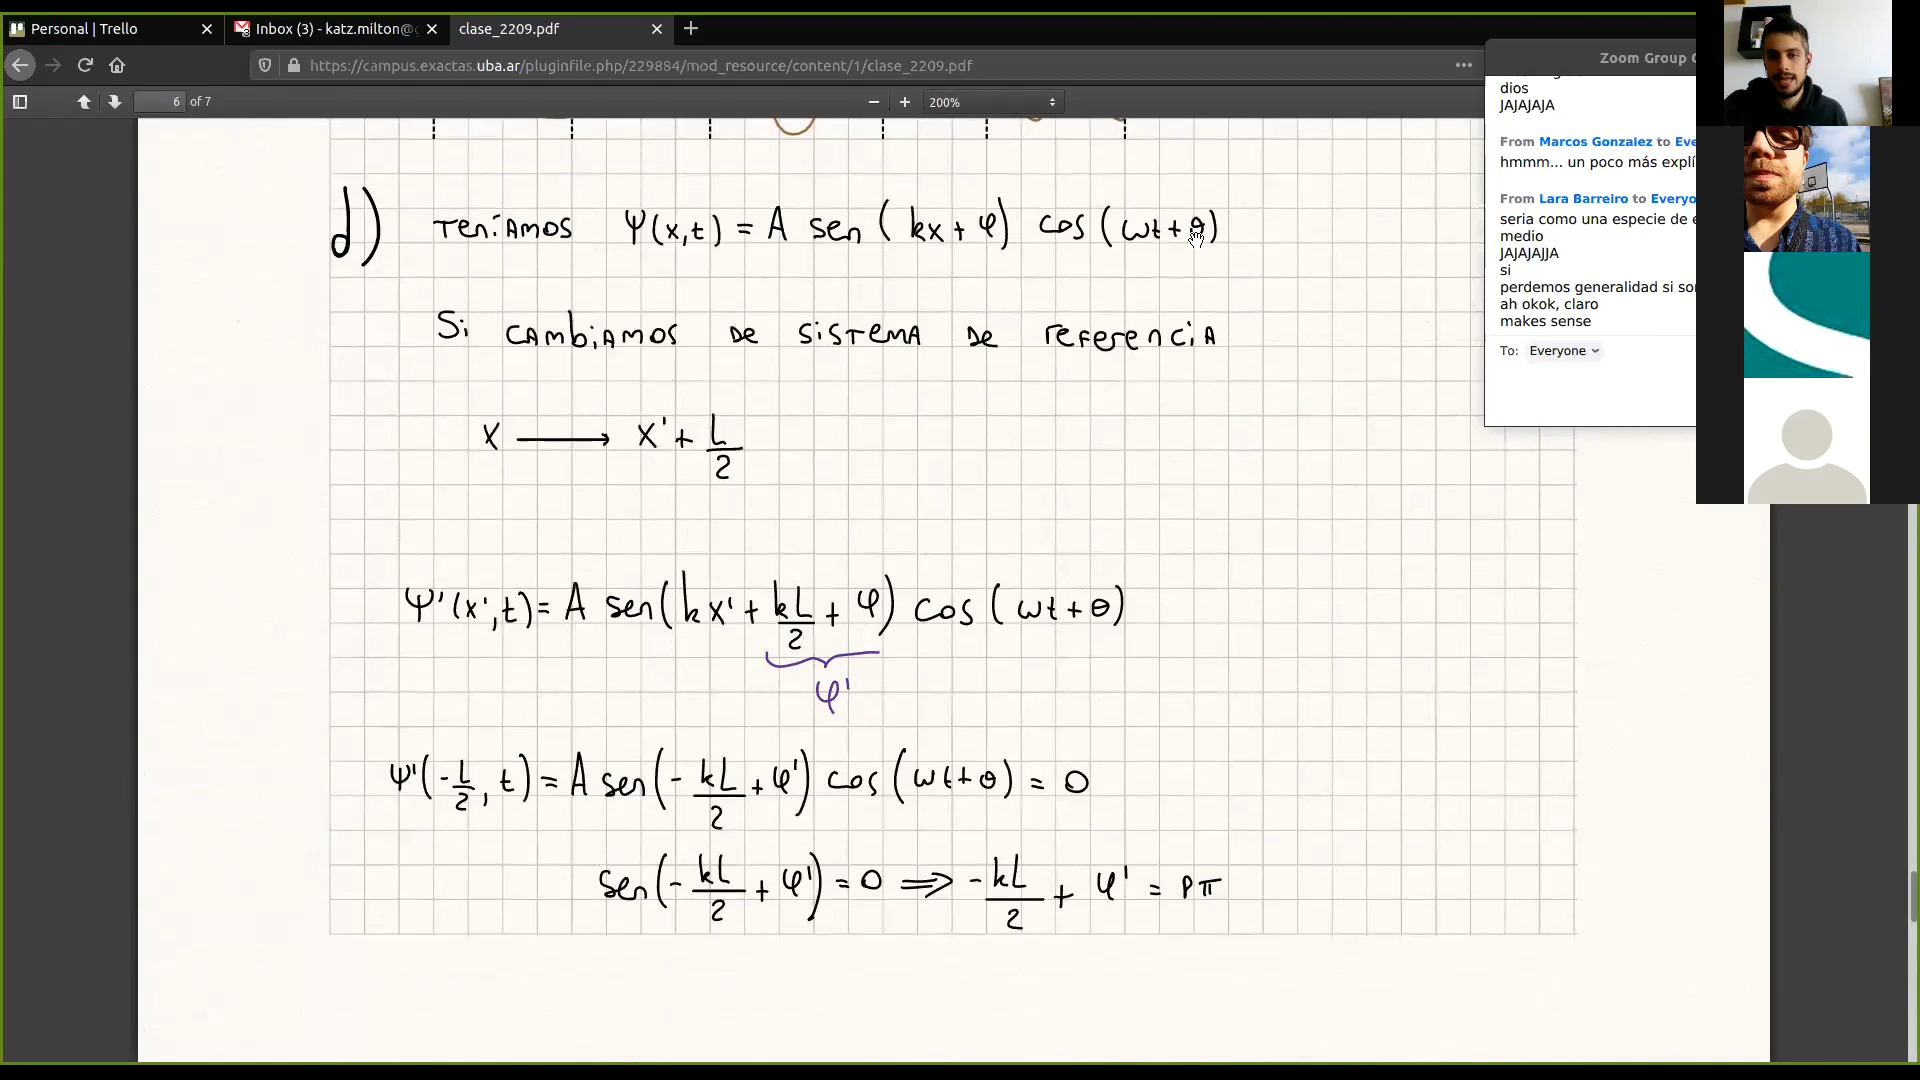 Personal | Trello
Inbox (3) - katz.milton@
clase_2209.pdf
https://campus.exactas.uba.ar/pluginfile.php/229884/mod_resource/content/1/clase_2209.pdf
6 of 7
200%
Zoom Group
dios
JAJAJAJA
From Marcos Gonzalez to Eve
hmmm... un poco más explí
From Lara Barreiro to Everyo
seria como una especie de e
medio
JAJAJAJJA
si
perdemos generalidad si so
ah okok, claro
makes sense
To: Everyone
d) Teníamos Ψ(x,t) = A sen(kx + φ) cos(ωt + θ)
Si cambiamos de sistema de referencia
x ⟶ x' + L/2
Ψ'(x',t) = A sen(kx' + kL/2 + φ) cos(ωt + θ)
φ'
Ψ'(-L/2, t) = A sen(- kL/2 + φ') cos(ωt + θ) = 0
sen(- kL/2 + φ') = 0 ⟹ - kL/2 + φ' = pπ